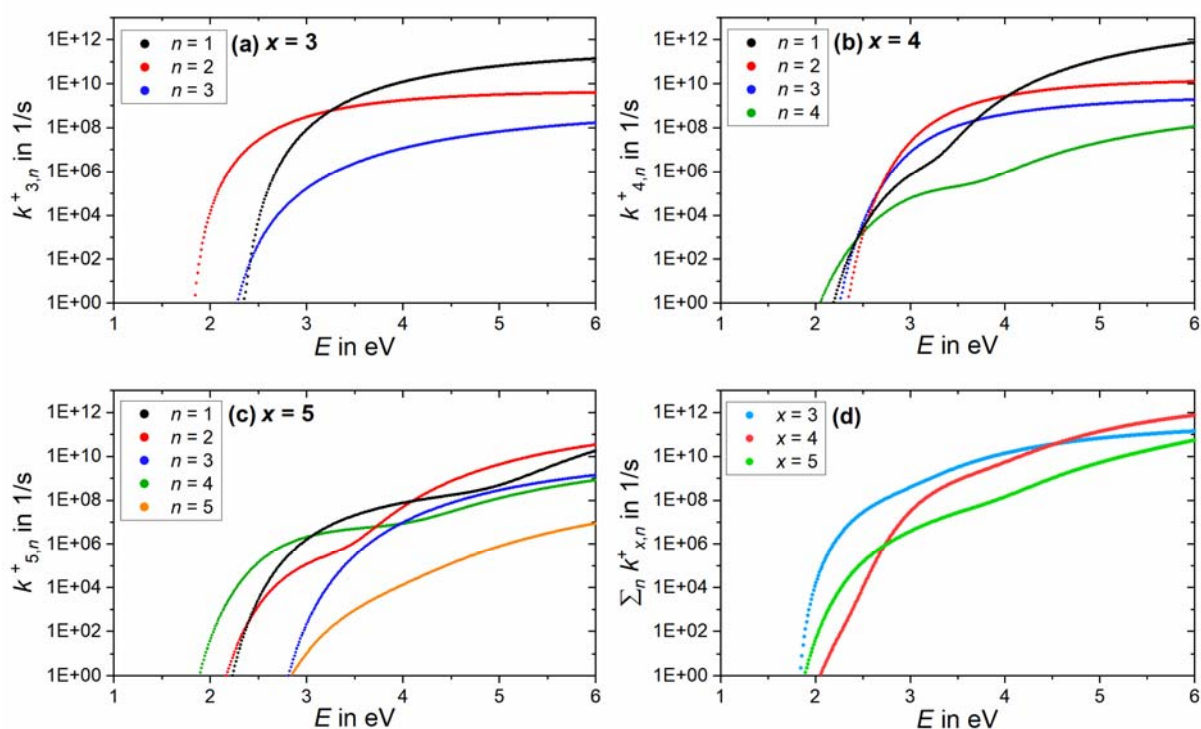 1E+12
1E+10
1E+08
1E+06
1E+04
1E+02
1E+00
k⁺₃,ₙ in 1/s
n = 1
n = 2
n = 3
(a) x = 3
1 2 3 4 5 6
E in eV
1E+12
1E+10
1E+08
1E+06
1E+04
1E+02
1E+00
k⁺₄,ₙ in 1/s
n = 1
n = 2
n = 3
n = 4
(b) x = 4
1 2 3 4 5 6
E in eV
1E+12
1E+10
1E+08
1E+06
1E+04
1E+02
1E+00
k⁺₅,ₙ in 1/s
n = 1
n = 2
n = 3
n = 4
n = 5
(c) x = 5
1 2 3 4 5 6
E in eV
1E+12
1E+10
1E+08
1E+06
1E+04
1E+02
1E+00
Σₙ k⁺ₓ,ₙ in 1/s
x = 3
x = 4
x = 5
(d)
1 2 3 4 5 6
E in eV